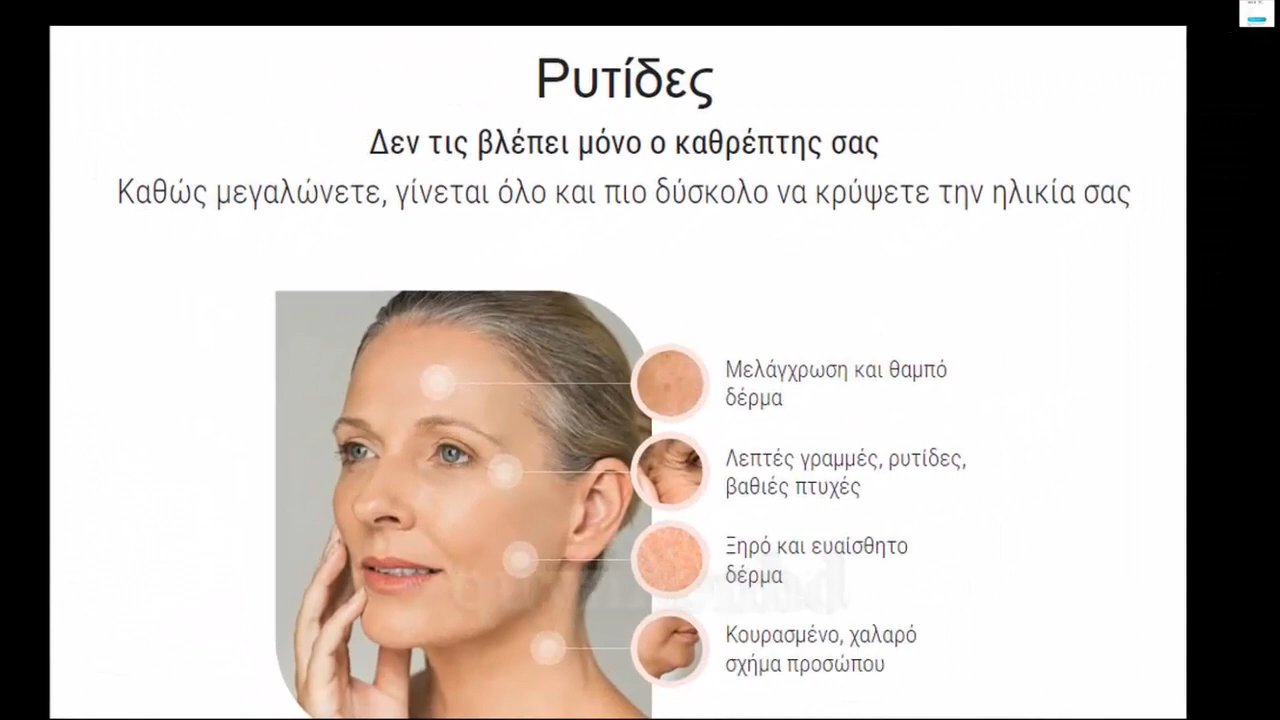 Ρυτίδες
Δεν τις βλέπει μόνο ο καθρέπτης σας
Καθώς μεγαλώνετε, γίνεται όλο και πιο δύσκολο να κρύψετε την ηλικία σας
Μελάγχρωση και θαμπό
δέρμα
Λεπτές γραμμές, ρυτίδες,
βαθιές πτυχές
Ξηρό και ευαίσθητο
δέρμα
Κουρασμένο, χαλαρό
σχήμα προσώπου